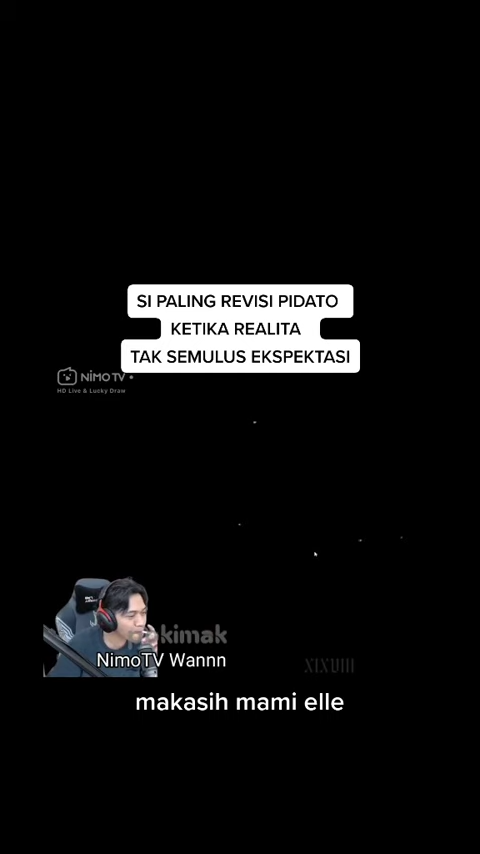 SI PALING REVISI PIDATO
KETIKA REALITA
TAK SEMULUS EKSPEKTASI
NIMO TV
HD Live & Lucky Draw
kimak
NimoTV Wannn
makasih mami elle